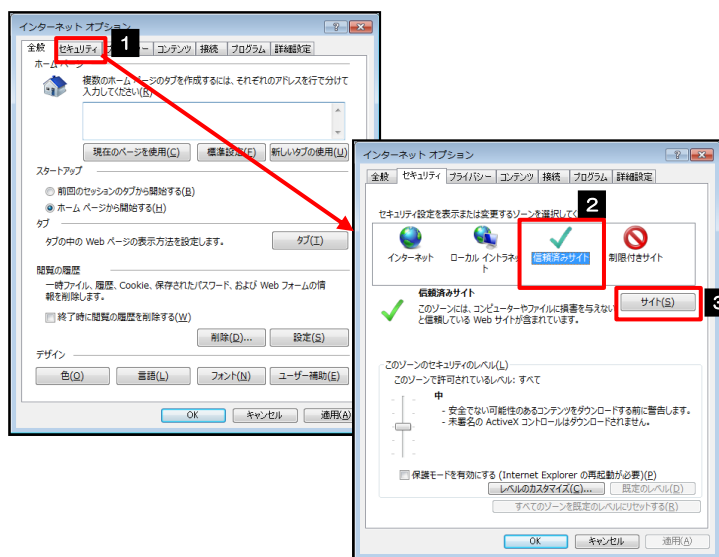 インターネット オプション
1
全般 セキュリティ コンテンツ 接続 プログラム 詳細設定
ホーム ページ
複数のホーム ページのタブを作成するには、それぞれのアドレスを行で分けて
入力してください(R)
現在のページを使用(C) 標準設定(F) 新しいタブの使用(U)
スタートアップ
前回のセッションのタブから開始する(B)
ホーム ページから開始する(H)
タブ
タブの中の Web ページの表示方法を設定します。 タブ(T)
閲覧の履歴
一時ファイル、履歴、Cookie、保存されたパスワード、および Web フォームの情
報を削除します。
終了時に閲覧の履歴を削除する(W)
削除(D)... 設定(S)
デザイン
色(O) 言語(L) フォント(N) ユーザー補助(E)
OK キャンセル 適用(A)
インターネット オプション
全般 セキュリティ プライバシー コンテンツ 接続 プログラム 詳細設定
2
セキュリティ設定を表示または変更するゾーンを選択して
インターネット ローカル イントラネッ
ト 信頼済みサイト 制限付きサイト
信頼済みサイト
サイト(S)
3
このゾーンには、コンピューターやファイルに損害を与えない
と信頼している Web サイトが含まれています。
このゾーンのセキュリティのレベル(L)
このゾーンで許可されているレベル: すべて
中
- 安全でない可能性のあるコンテンツをダウンロードする前に警告します。
- 未署名の ActiveX コントロールはダウンロードされません。
保護モードを有効にする (Internet Explorer の再起動が必要)(P)
レベルのカスタマイズ(C)... 既定のレベル(D)
すべてのゾーンを既定のレベルにリセットする(R)
OK キャンセル 適用(A)